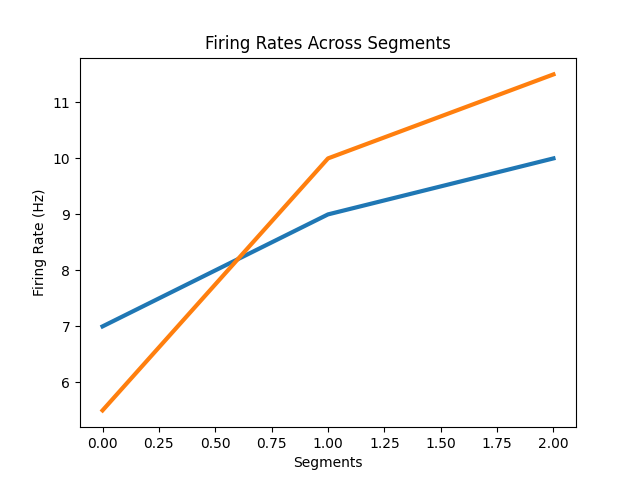 Firing Rates Across Segments
Firing Rate (Hz)
11
10
9
8
7
6
0.00 0.25 0.50 0.75 1.00 1.25 1.50 1.75 2.00
Segments